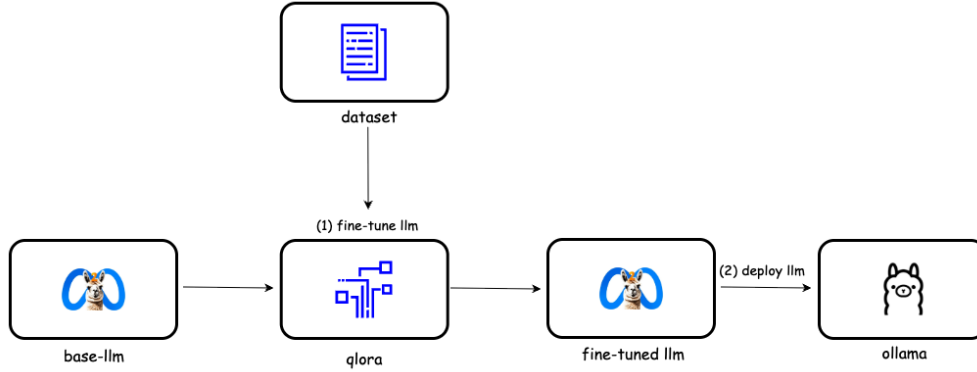 dataset
(1) fine-tune llm
(2) deploy llm
base-llm
qlora
fine-tuned llm
ollama